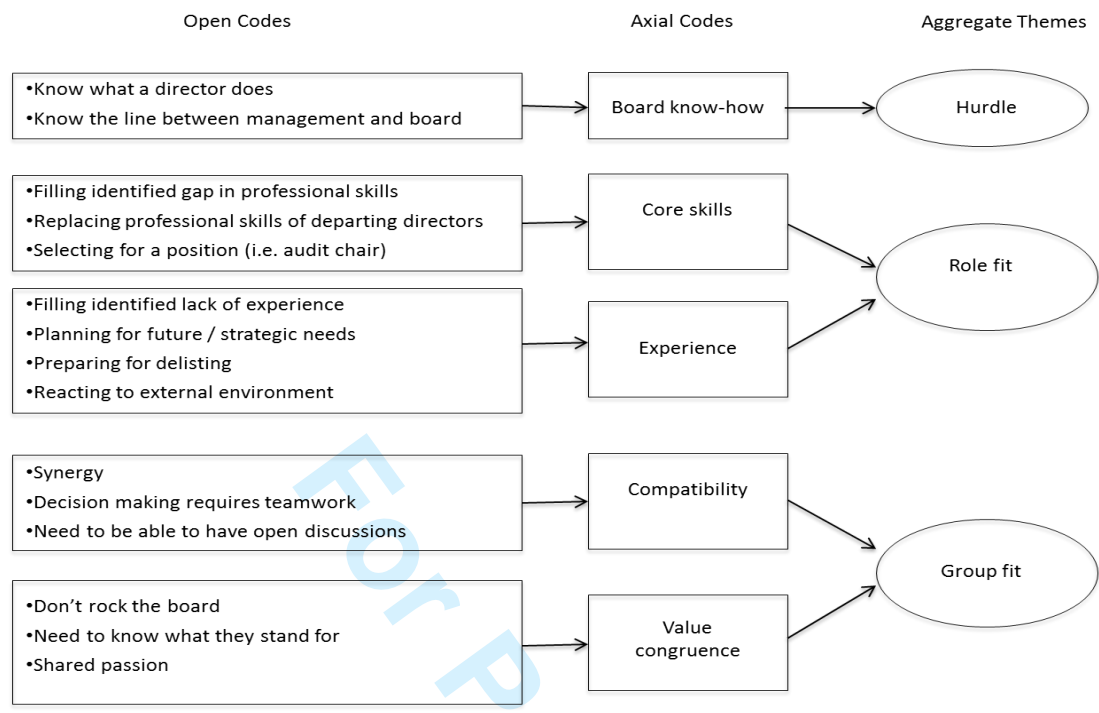 Open Codes
Axial Codes
Aggregate Themes
•Know what a director does
•Know the line between management and board
Board know-how
Hurdle
•Filling identified gap in professional skills
•Replacing professional skills of departing directors
•Selecting for a position (i.e. audit chair)
Core skills
Role fit
•Filling identified lack of experience
•Planning for future / strategic needs
•Preparing for delisting
•Reacting to external environment
Experience
•Synergy
•Decision making requires teamwork
•Need to be able to have open discussions
Compatibility
Group fit
•Don’t rock the board
•Need to know what they stand for
•Shared passion
Value
congruence
For P